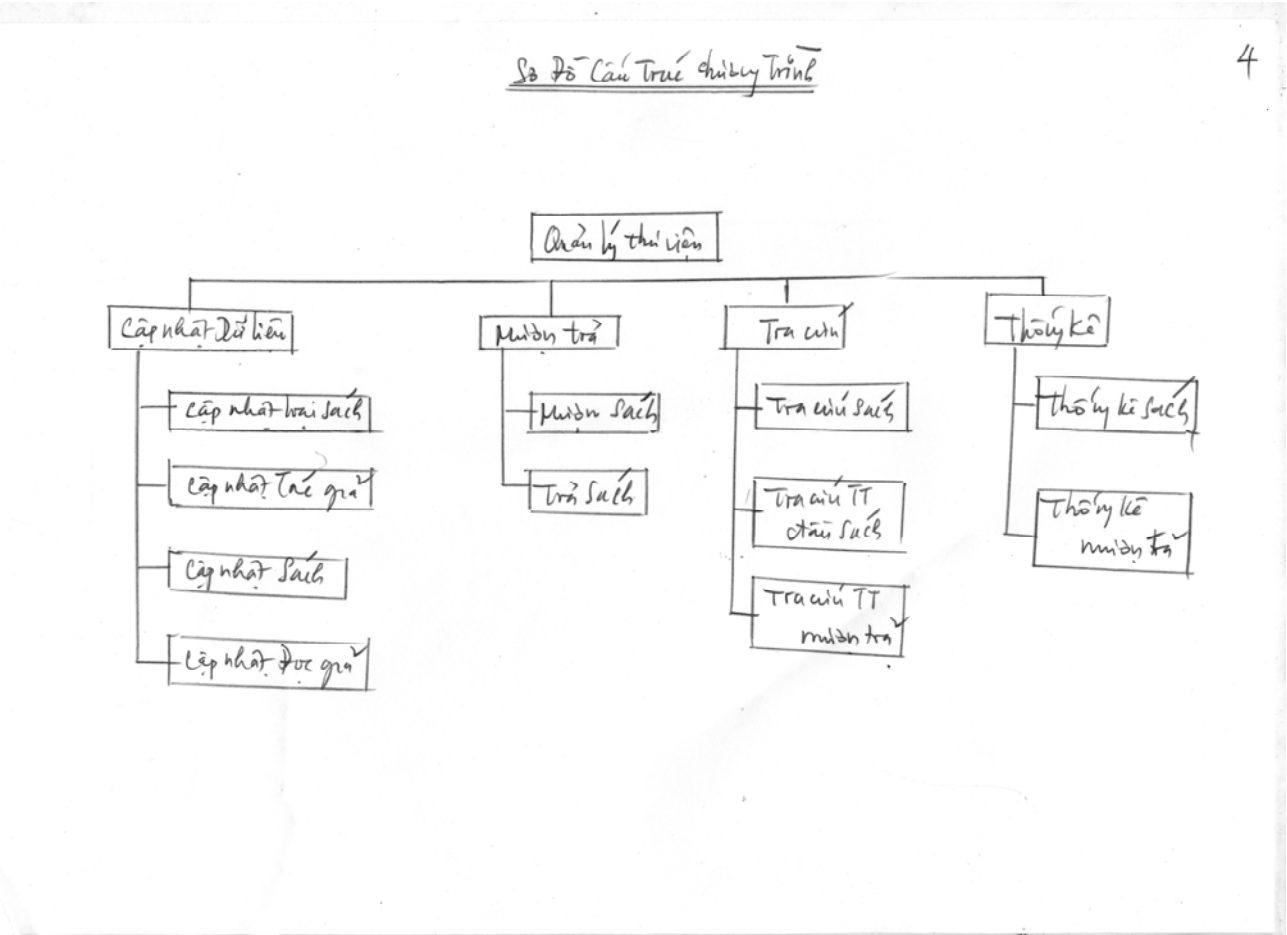 Sơ Đồ Cấu Trúc chương Trình
4
Quản lý thư viện
Cập nhật Dữ liệu
Mượn trả
Tra cứu
Thống kê
Cập nhật loại sách
Mượn sách
Tra cứu sách
Thống kê sách
Cập nhật Tác giả
Trả sách
Tra cứu TT
đầu sách
Thống kê
mượn trả
Cập nhật Sách
Tra cứu TT
mượn trả
Cập nhật Đọc giả